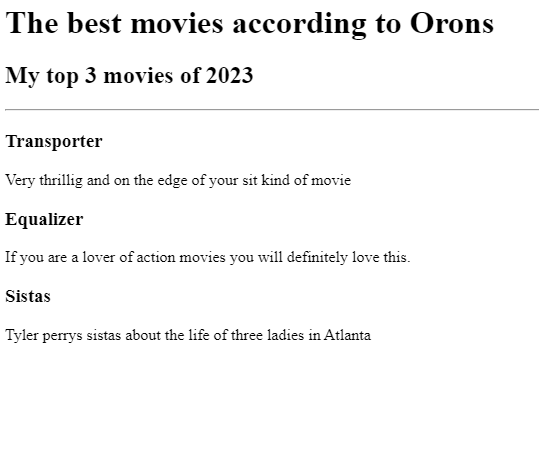 The best movies according to Orons
My top 3 movies of 2023
Transporter
Very thrillig and on the edge of your sit kind of movie
Equalizer
If you are a lover of action movies you will definitely love this.
Sistas
Tyler perrys sistas about the life of three ladies in Atlanta